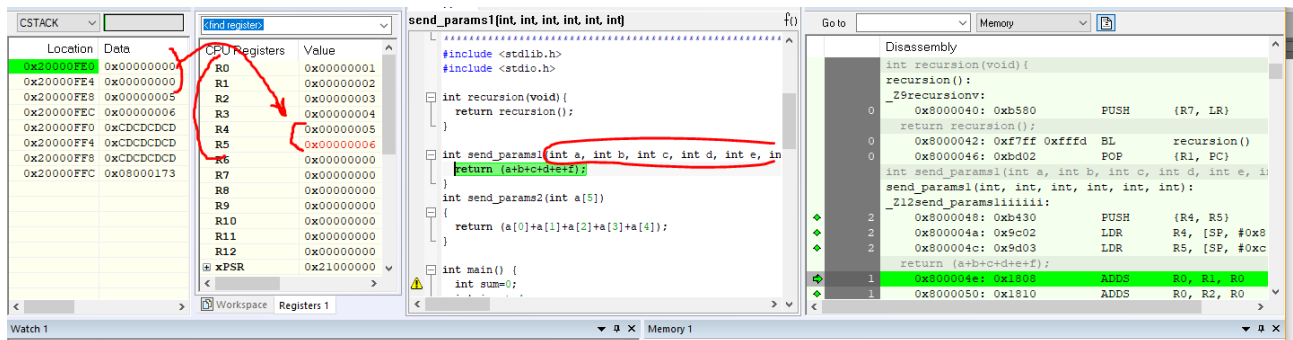 CSTACK
Location Data
0x20000FE0 0x00000000
0x20000FE4 0x00000000
0x20000FE8 0x00000005
0x20000FEC 0x00000006
0x20000FF0 0xCDCDCDCD
0x20000FF4 0xCDCDCDCD
0x20000FF8 0xCDCDCDCD
0x20000FFC 0x08000173
<find register>
CPU Registers Value
R0 0x00000001
R1 0x00000002
R2 0x00000003
R3 0x00000004
R4 0x00000005
R5 0x00000006
R6 0x00000000
R7 0x00000000
R8 0x00000000
R9 0x00000000
R10 0x00000000
R11 0x00000000
R12 0x00000000
xPSR 0x21000000
Workspace Registers 1
send_params1(int, int, int, int, int, int)
f()
#include <stdlib.h>
#include <stdio.h>
int recursion(void){
return recursion();
}
int send_params1(int a, int b, int c, int d, int e, in
return (a+b+c+d+e+f);
}
int send_params2(int a[5])
{
return (a[0]+a[1]+a[2]+a[3]+a[4]);
}
int main() {
int sum=0;
Go to Memory
Disassembly
int recursion(void){
recursion():
_Z9recursionv:
0 0x8000040: 0xb580 PUSH {R7, LR}
return recursion();
0 0x8000042: 0xf7ff 0xfffd BL recursion()
0 0x8000046: 0xbd02 POP {R1, PC}
int send_params1(int a, int b, int c, int d, int e, i
send_params1(int, int, int, int, int, int):
_Z12send_params1iiiiii:
2 0x8000048: 0xb430 PUSH {R4, R5}
2 0x800004a: 0x9c02 LDR R4, [SP, #0x8
2 0x800004c: 0x9d03 LDR R5, [SP, #0xc
return (a+b+c+d+e+f);
1 0x800004e: 0x1808 ADDS R0, R1, R0
1 0x8000050: 0x1810 ADDS R0, R2, R0
Watch 1
Memory 1